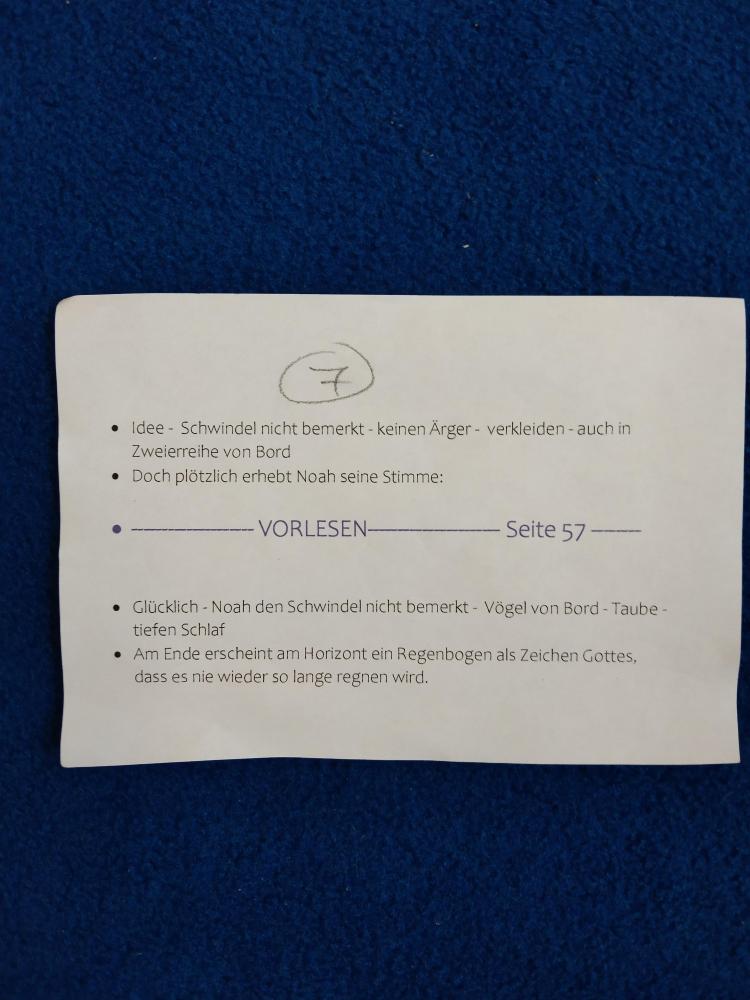 7
• Idee - Schwindel nicht bemerkt - keinen Ärger - verkleiden - auch in
Zweierreihe von Bord
• Doch plötzlich erhebt Noah seine Stimme:
• ---------------------- VORLESEN------------------------ Seite 57 ---------
• Glücklich - Noah den Schwindel nicht bemerkt - Vögel von Bord - Taube -
tiefen Schlaf
• Am Ende erscheint am Horizont ein Regenbogen als Zeichen Gottes,
dass es nie wieder so lange regnen wird.